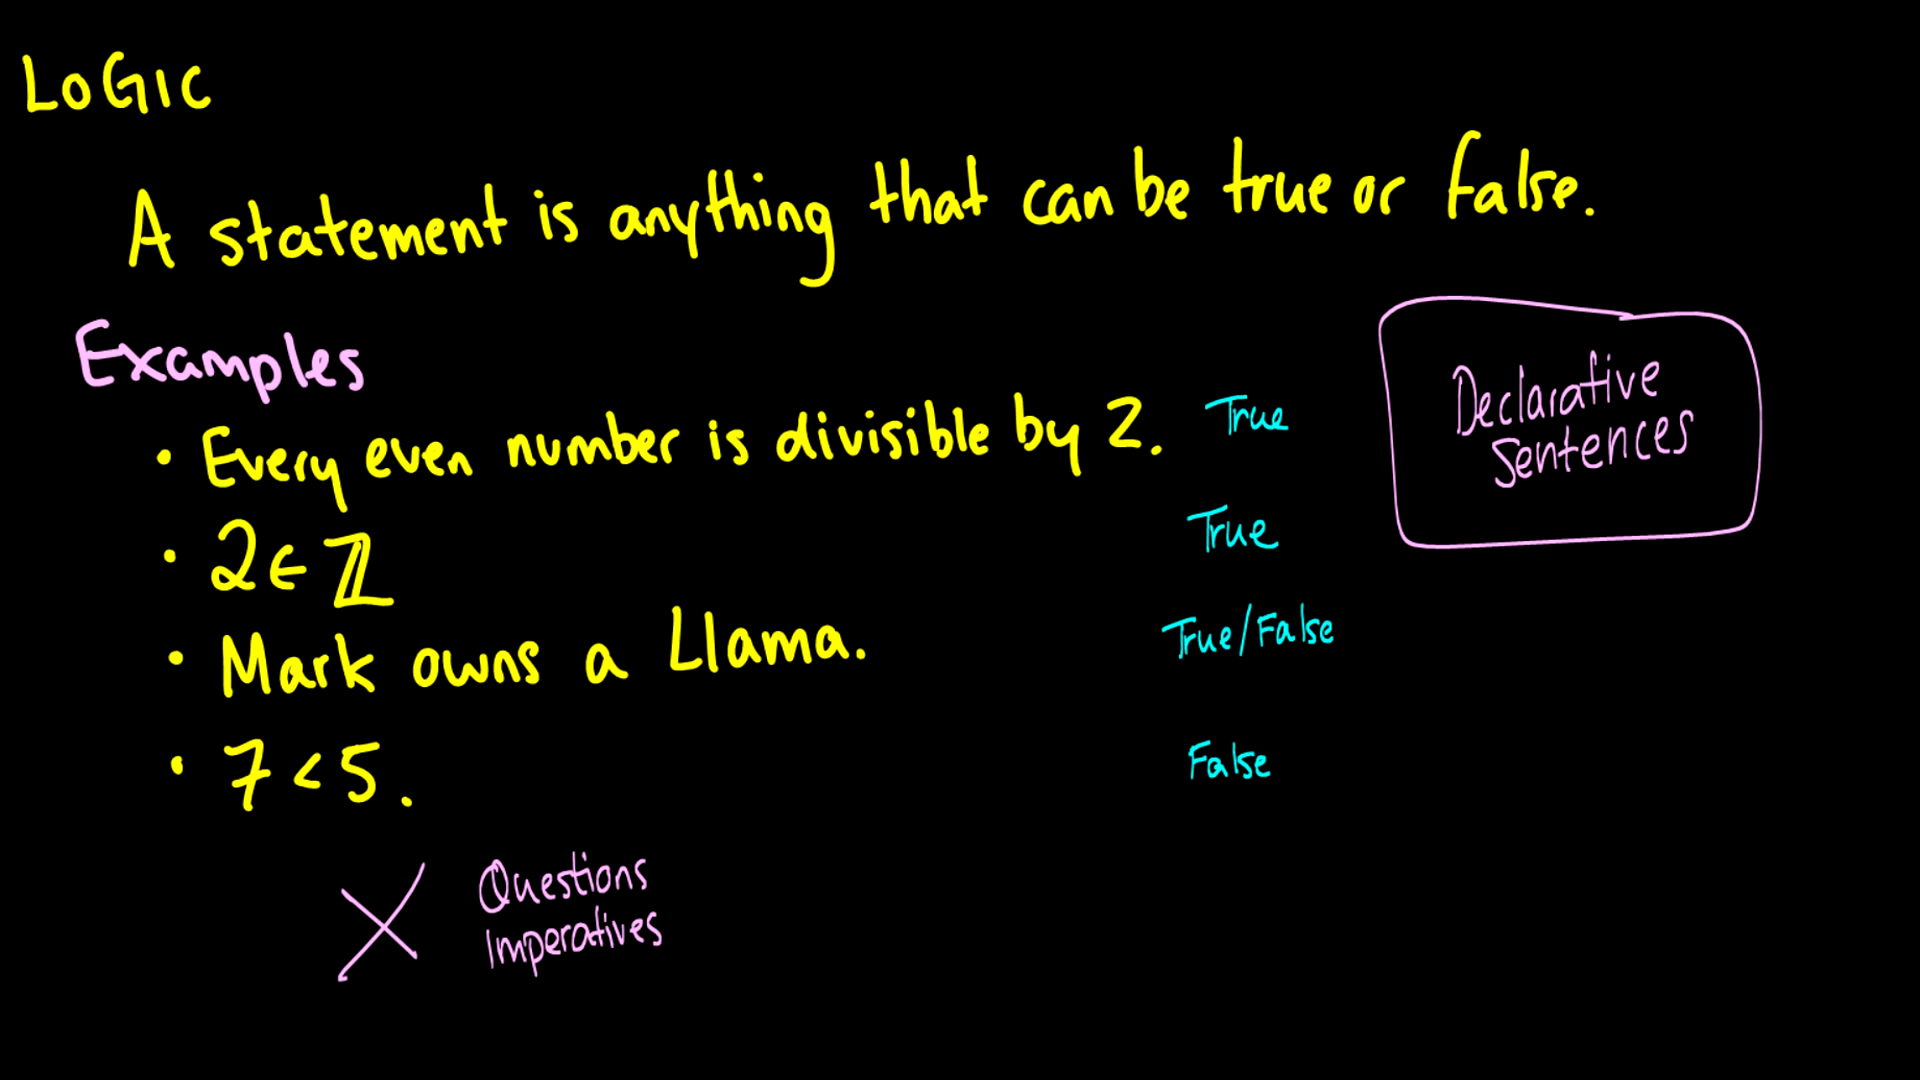 LOGIC
A statement is anything that can be true or false.
Examples
• Every even number is divisible by 2. True
• 2 ∈ ℤ True
• Mark owns a Llama. True/False
• 7 < 5. False
Declarative
Sentences
X Questions
Imperatives